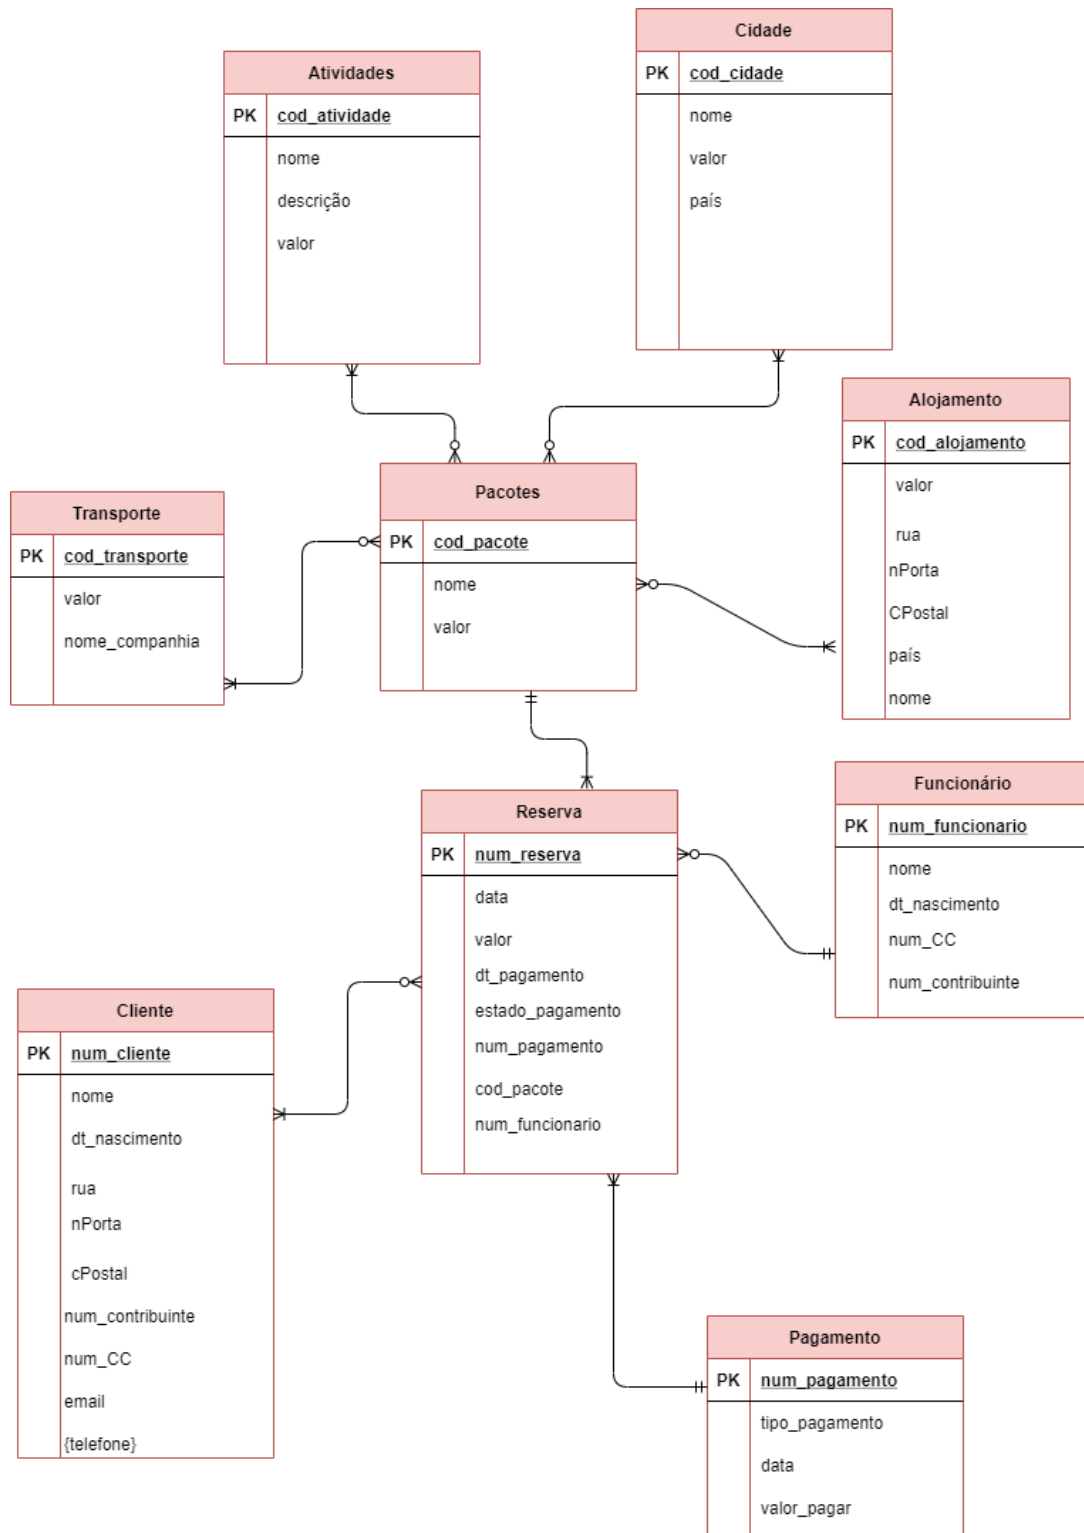 Cidade
PK cod_cidade
nome
valor
país
Atividades
PK cod_atividade
nome
descrição
valor
Alojamento
PK cod_alojamento
valor
rua
nPorta
CPostal
país
nome
Pacotes
PK cod_pacote
nome
valor
Transporte
PK cod_transporte
valor
nome_companhia
Funcionário
PK num_funcionario
nome
dt_nascimento
num_CC
num_contribuinte
Reserva
PK num_reserva
data
valor
dt_pagamento
estado_pagamento
num_pagamento
cod_pacote
num_funcionario
Cliente
PK num_cliente
nome
dt_nascimento
rua
nPorta
cPostal
num_contribuinte
num_CC
email
{telefone}
Pagamento
PK num_pagamento
tipo_pagamento
data
valor_pagar